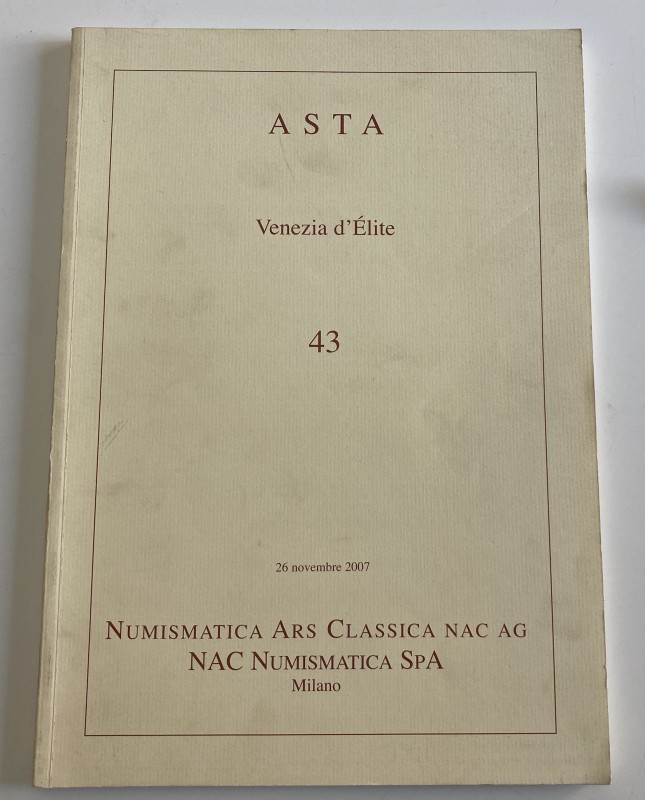 ASTA
Venezia d'Élite
43
26 novembre 2007
NUMISMATICA ARS CLASSICA NAC AG
NAC NUMISMATICA SPA
Milano